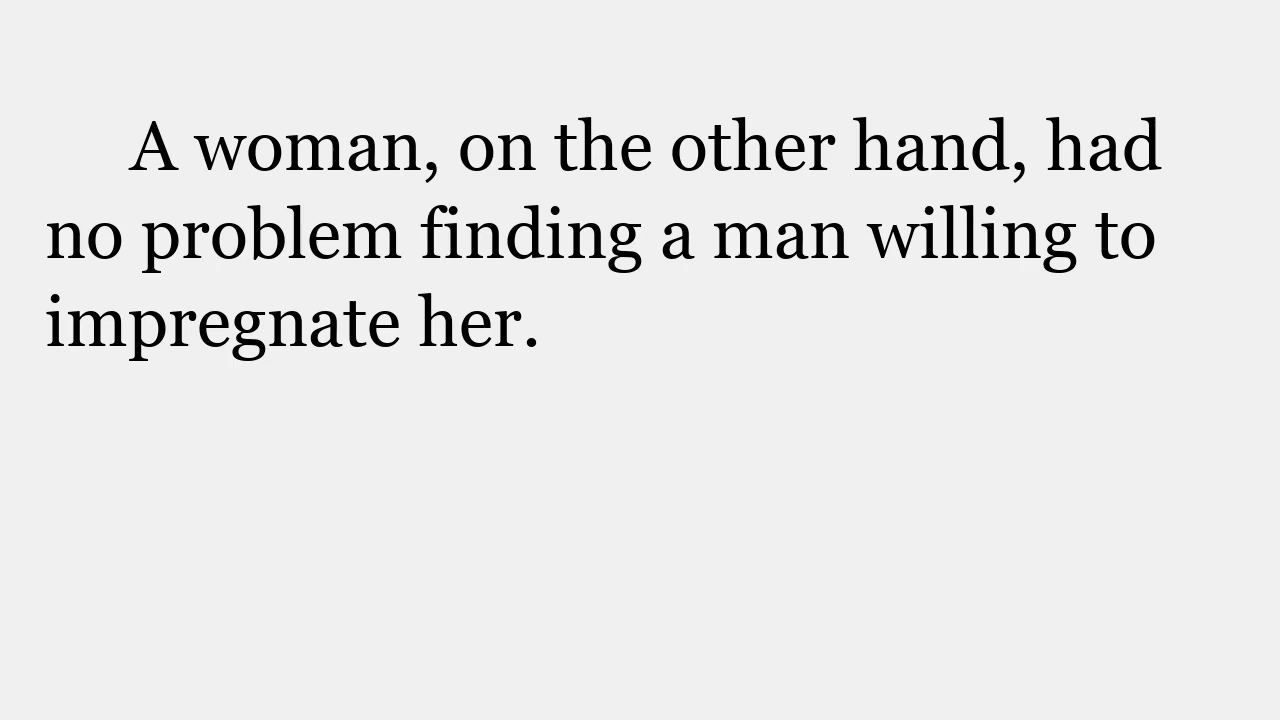 A woman, on the other hand, had
no problem finding a man willing to
impregnate her.